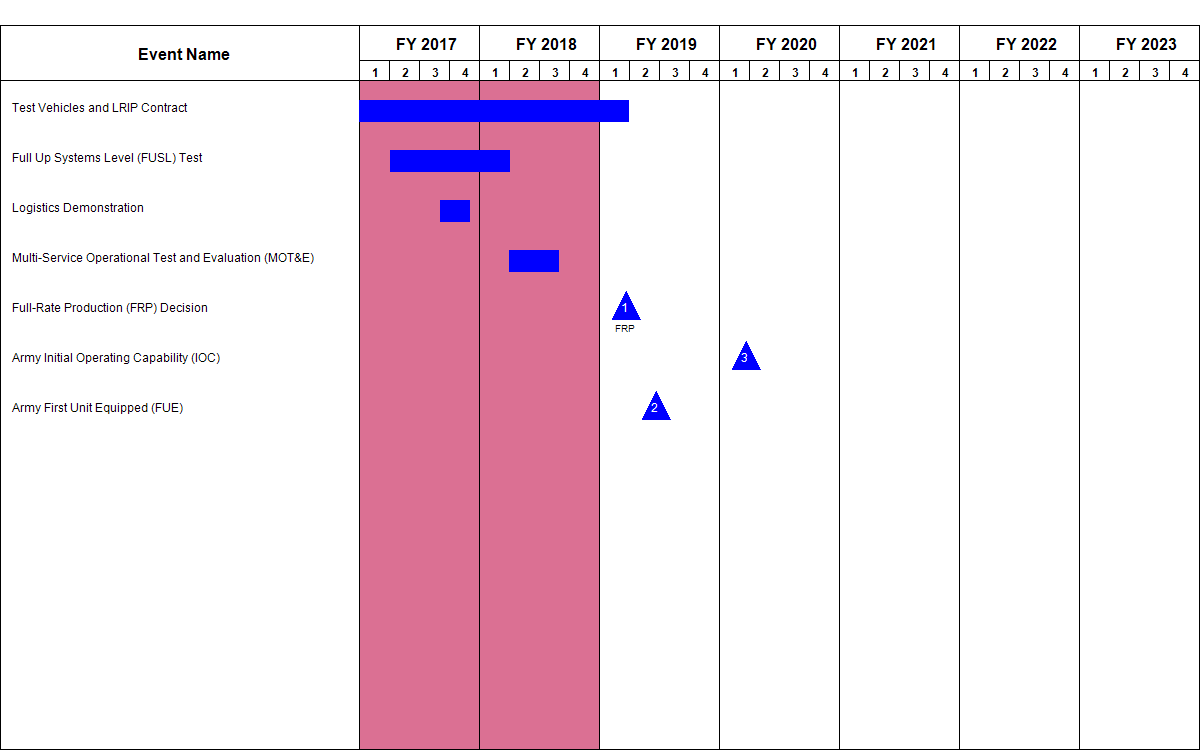 Event Name
FY 2017 FY 2018 FY 2019 FY 2020 FY 2021 FY 2022 FY 2023
1 2 3 4 1 2 3 4 1 2 3 4 1 2 3 4 1 2 3 4 1 2 3 4 1 2 3 4
Test Vehicles and LRIP Contract
Full Up Systems Level (FUSL) Test
Logistics Demonstration
Multi-Service Operational Test and Evaluation (MOT&E)
Full-Rate Production (FRP) Decision
1
FRP
Army Initial Operating Capability (IOC)
3
Army First Unit Equipped (FUE)
2